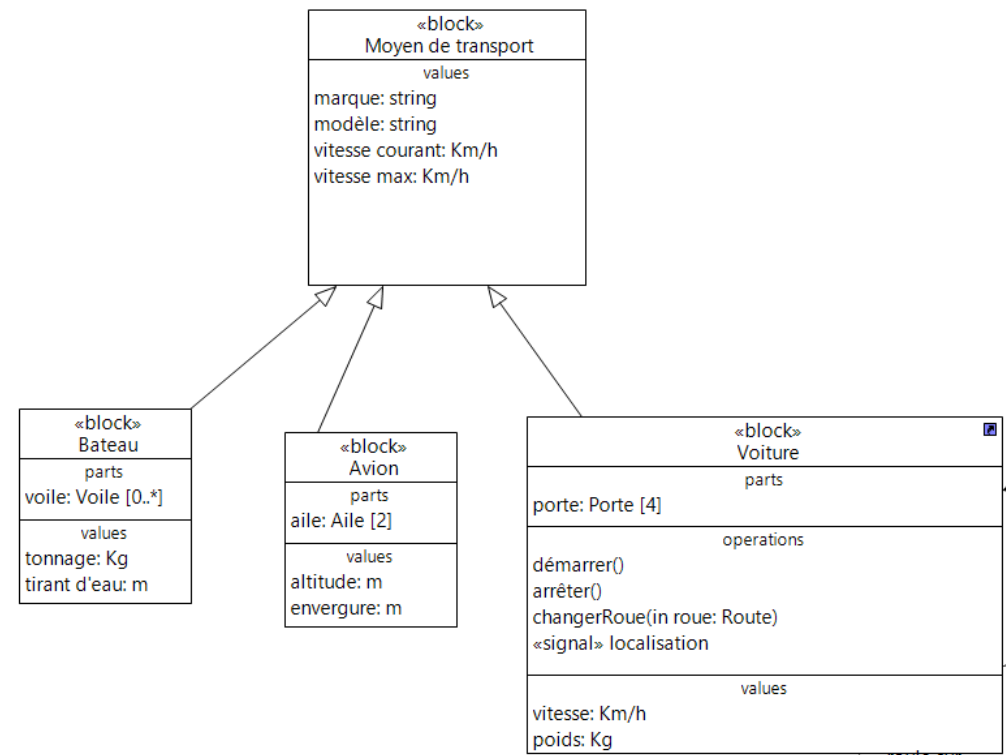 «block»
Moyen de transport
values
marque: string
modèle: string
vitesse courant: Km/h
vitesse max: Km/h
«block»
Bateau
parts
voile: Voile [0..*]
values
tonnage: Kg
tirant d'eau: m
«block»
Avion
parts
aile: Aile [2]
values
altitude: m
envergure: m
«block»
Voiture
parts
porte: Porte [4]
operations
démarrer()
arrêter()
changerRoue(in roue: Route)
«signal» localisation
values
vitesse: Km/h
poids: Kg